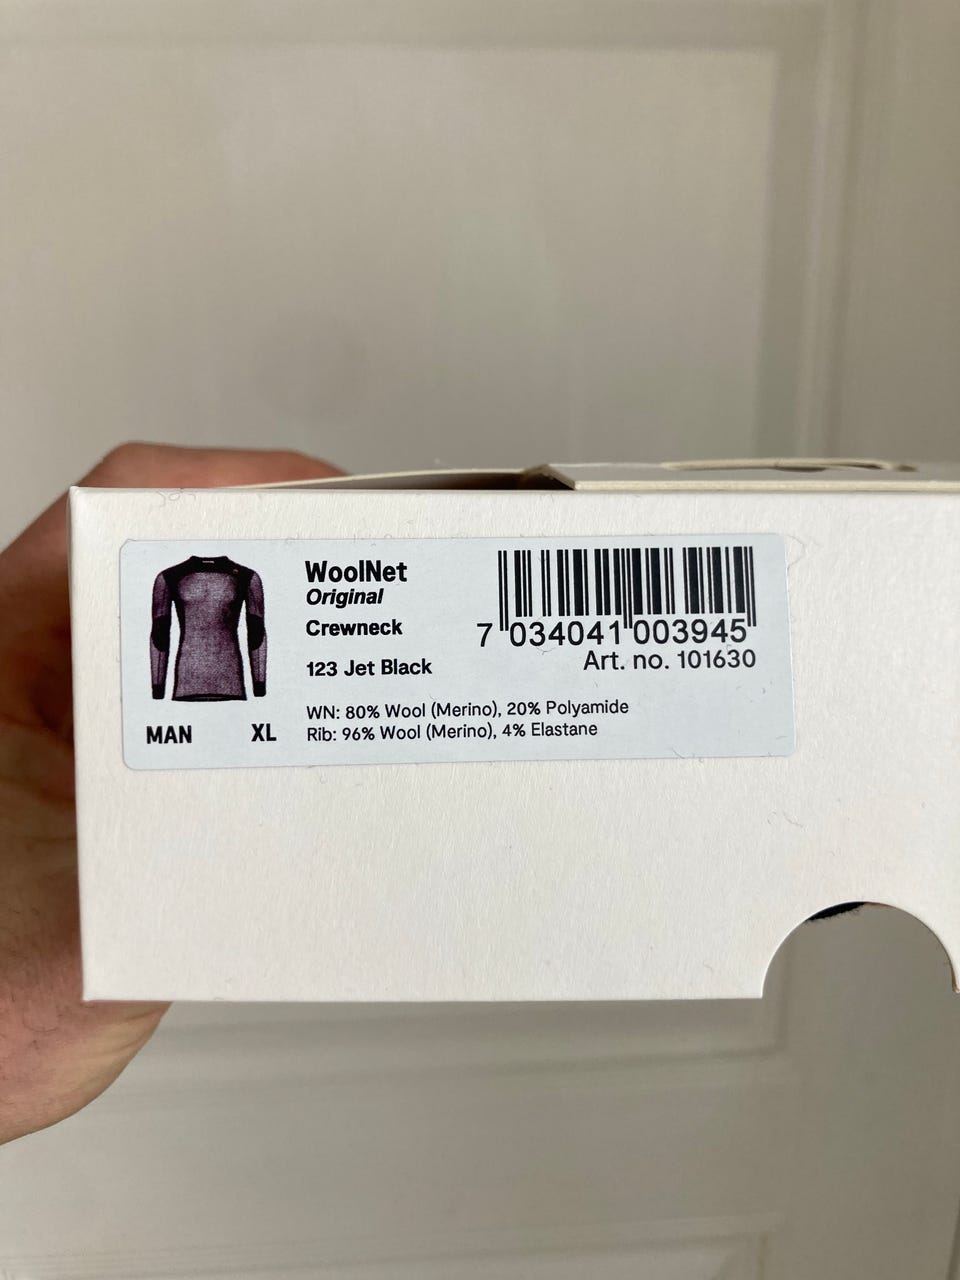 WoolNet
Original
Crewneck
123 Jet Black
7 034041 003945
Art. no. 101630
WN: 80% Wool (Merino), 20% Polyamide
Rib: 96% Wool (Merino), 4% Elastane
MAN XL